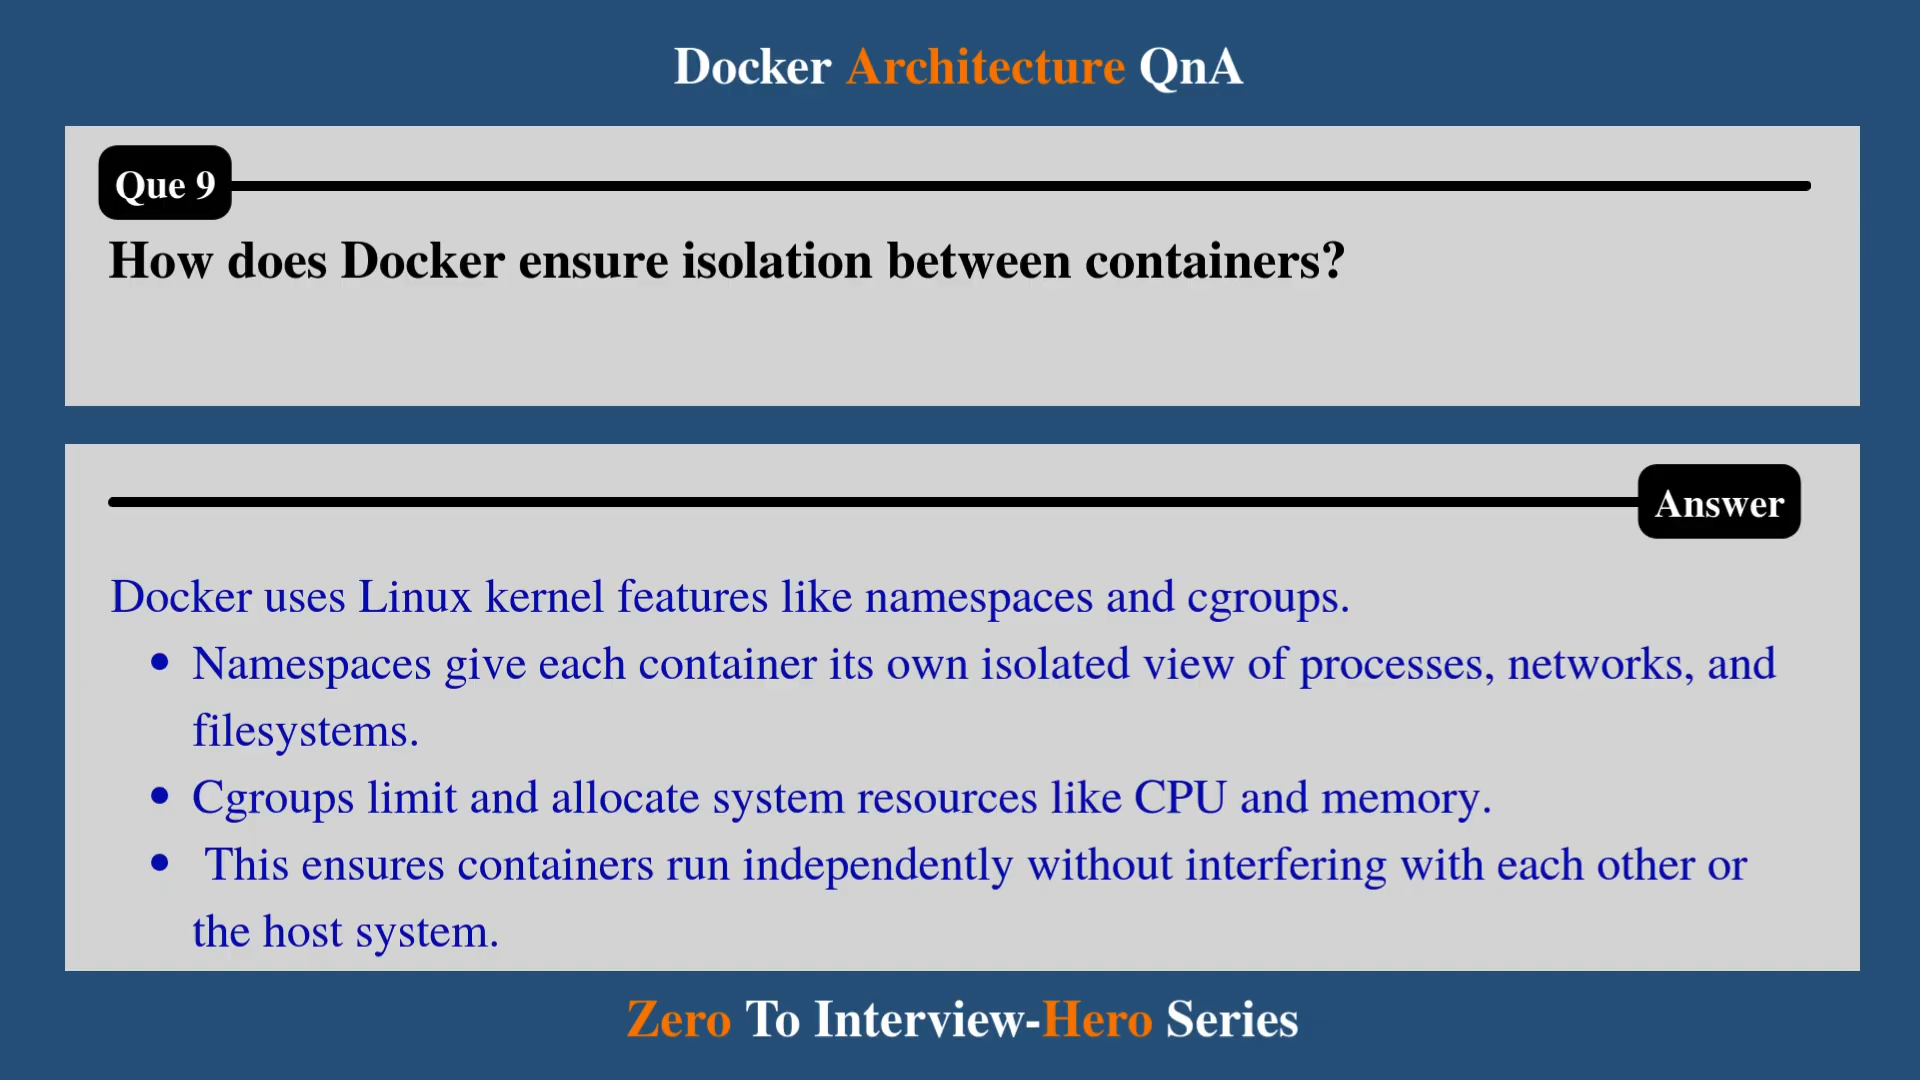 Docker Architecture QnA
Que 9
How does Docker ensure isolation between containers?
Answer
Docker uses Linux kernel features like namespaces and cgroups.
• Namespaces give each container its own isolated view of processes, networks, and
filesystems.
• Cgroups limit and allocate system resources like CPU and memory.
• This ensures containers run independently without interfering with each other or
the host system.
Zero To Interview-Hero Series